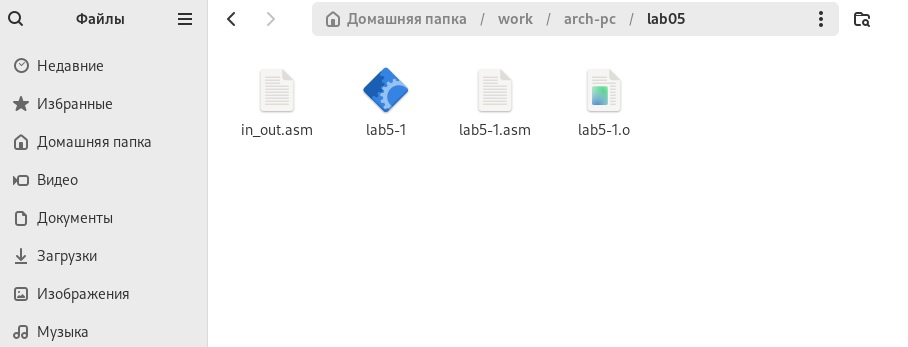 Файлы
Домашняя папка / work / arch-pc / lab05
Недавние
Избранные
Домашняя папка
Видео
Документы
Загрузки
Изображения
Музыка
in_out.asm
lab5-1
lab5-1.asm
lab5-1.o